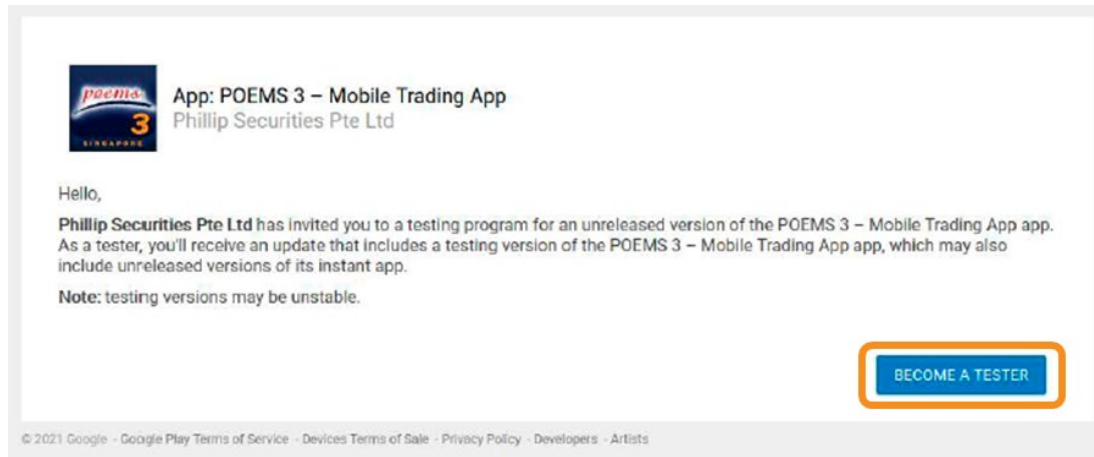 poems
3
SINGAPORE
App: POEMS 3 – Mobile Trading App
Phillip Securities Pte Ltd
Hello,
Phillip Securities Pte Ltd has invited you to a testing program for an unreleased version of the POEMS 3 – Mobile Trading App app.
As a tester, you'll receive an update that includes a testing version of the POEMS 3 – Mobile Trading App app, which may also
include unreleased versions of its instant app.
Note: testing versions may be unstable.
BECOME A TESTER
© 2021 Google - Google Play Terms of Service - Devices Terms of Sale - Privacy Policy - Developers - Artists